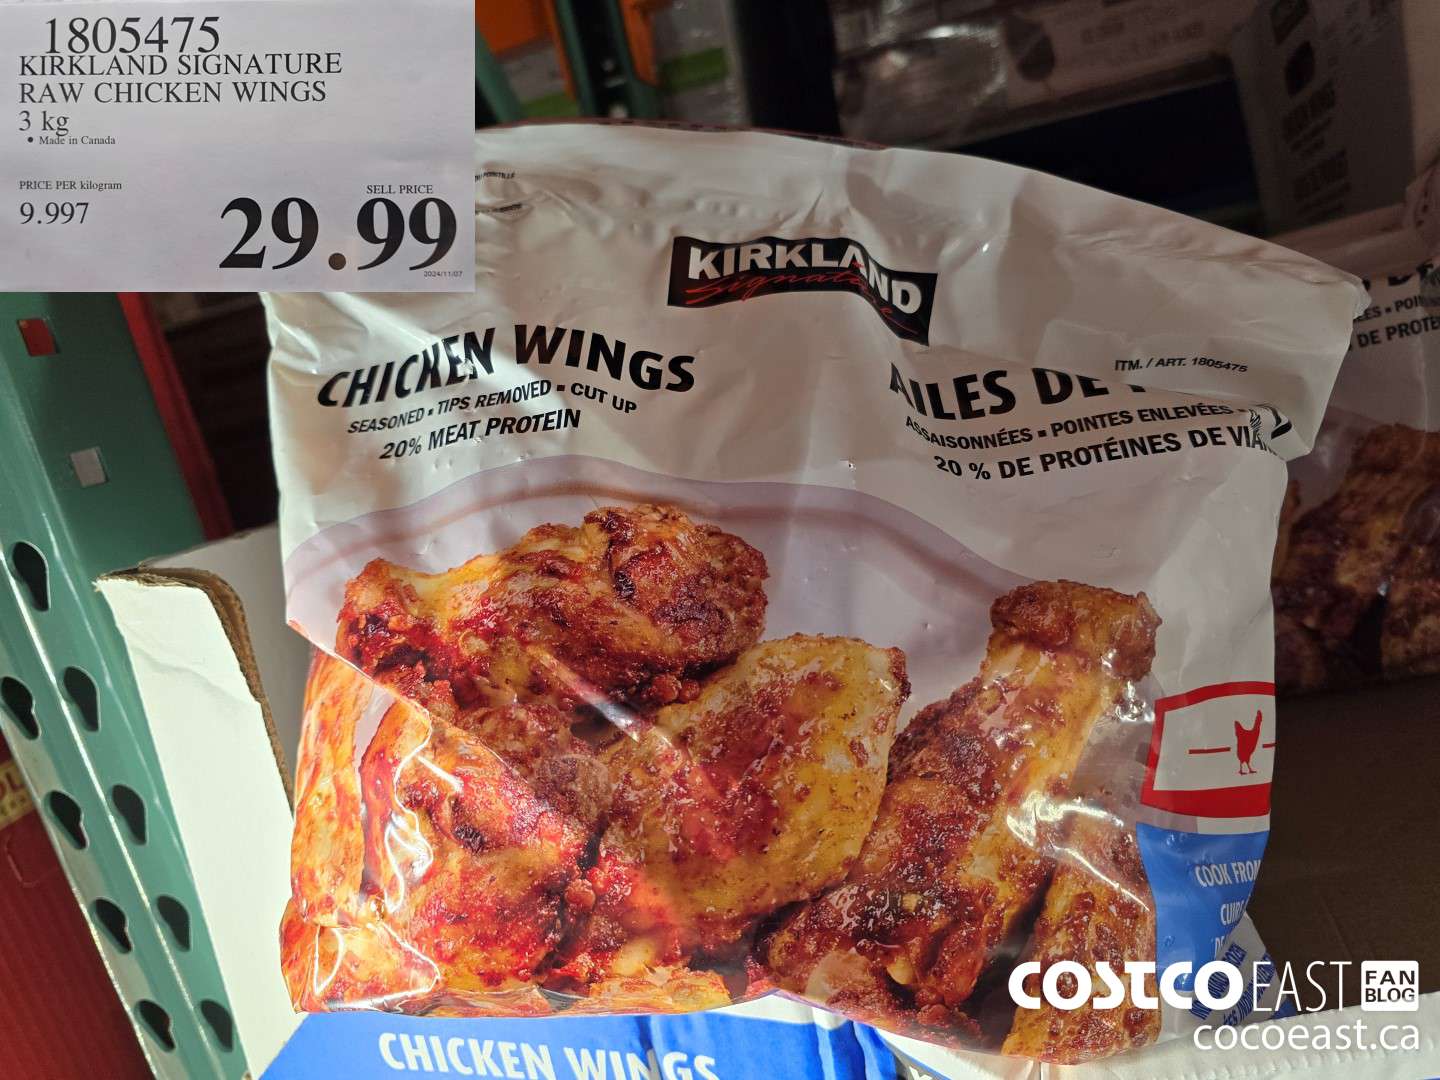 1805475
KIRKLAND SIGNATURE
RAW CHICKEN WINGS
3 kg
• Made in Canada
PRICE PER kilogram
9.997
SELL PRICE
29.99
2024/11/07
KIRKLAND
Signature
CHICKEN WINGS
SEASONED ▪ TIPS REMOVED ▪ CUT UP
20% MEAT PROTEIN
ITM. / ART. 1805475
AILES DE
ASSAISONNÉES ▪ POINTES ENLEVÉES
20 % DE PROTÉINES DE
DE
COOK
CHICKEN WINGS
COSTCO EAST FAN BLOG
cocoeast.ca